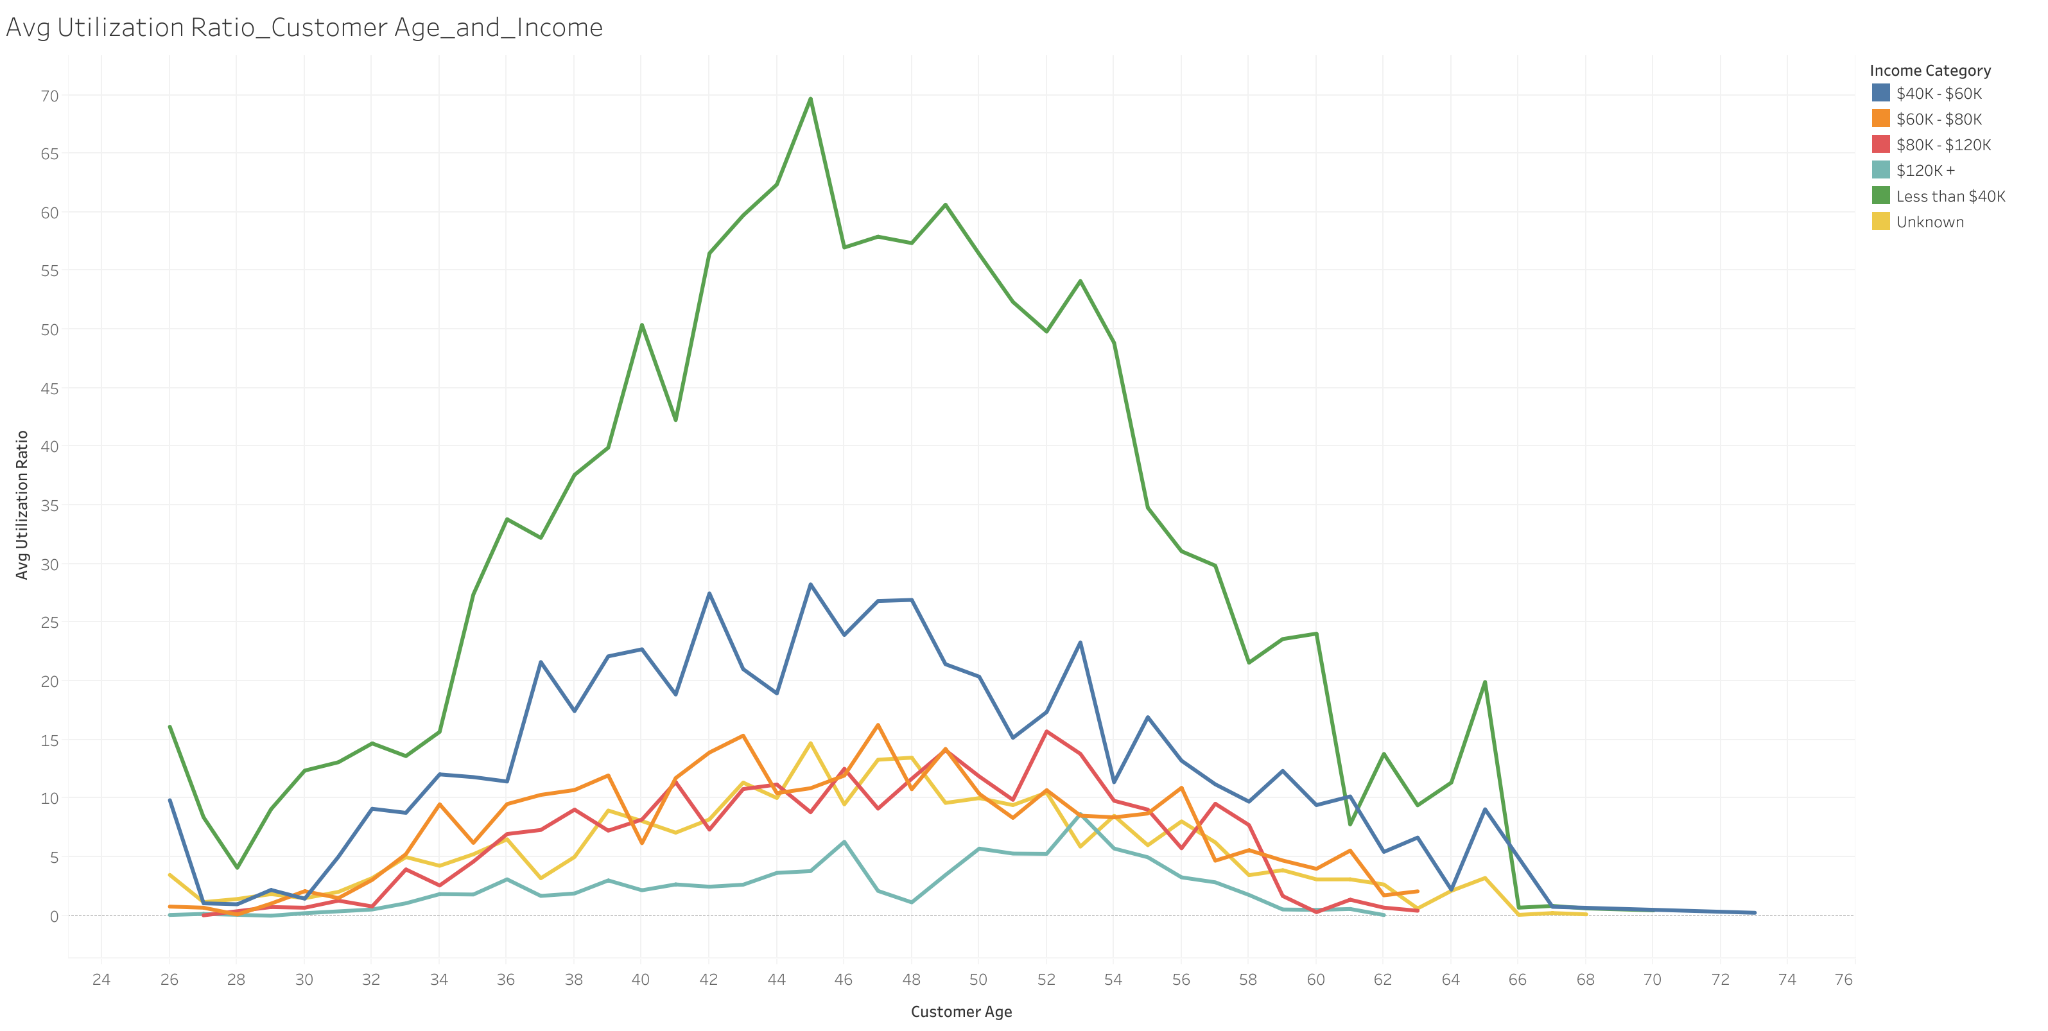 Avg Utilization Ratio_Customer Age_and_Income
Income Category
$40K - $60K
$60K - $80K
$80K - $120K
$120K +
Less than $40K
Unknown
Avg Utilization Ratio
70
65
60
55
50
45
40
35
30
25
20
15
10
5
0
24 26 28 30 32 34 36 38 40 42 44 46 48 50 52 54 56 58 60 62 64 66 68 70 72 74 76
Customer Age